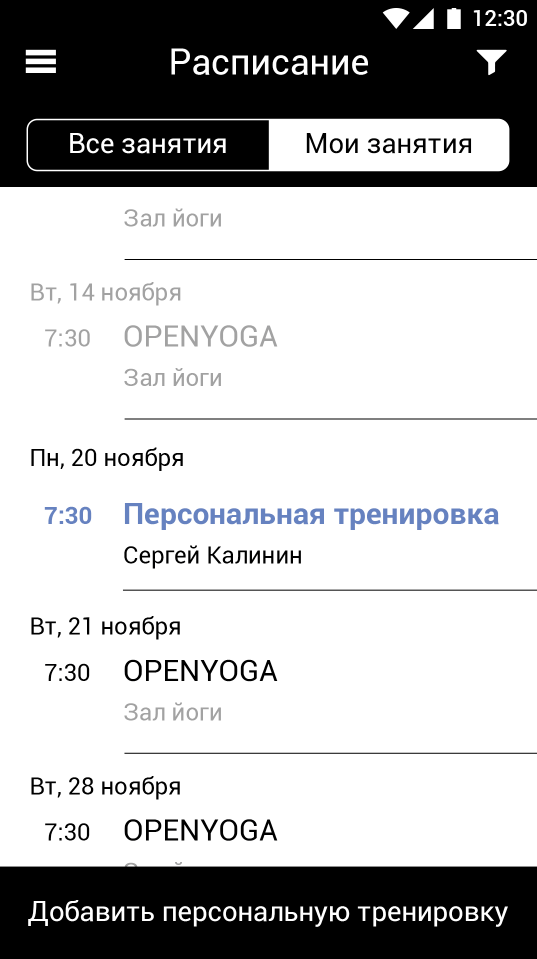 12:30
Расписание
Все занятия
Мои занятия
Зал йоги
Вт, 14 ноября
7:30 OPENYOGA
Зал йоги
Пн, 20 ноября
7:30 Персональная тренировка
Сергей Калинин
Вт, 21 ноября
7:30 OPENYOGA
Зал йоги
Вт, 28 ноября
7:30 OPENYOGA
Добавить персональную тренировку